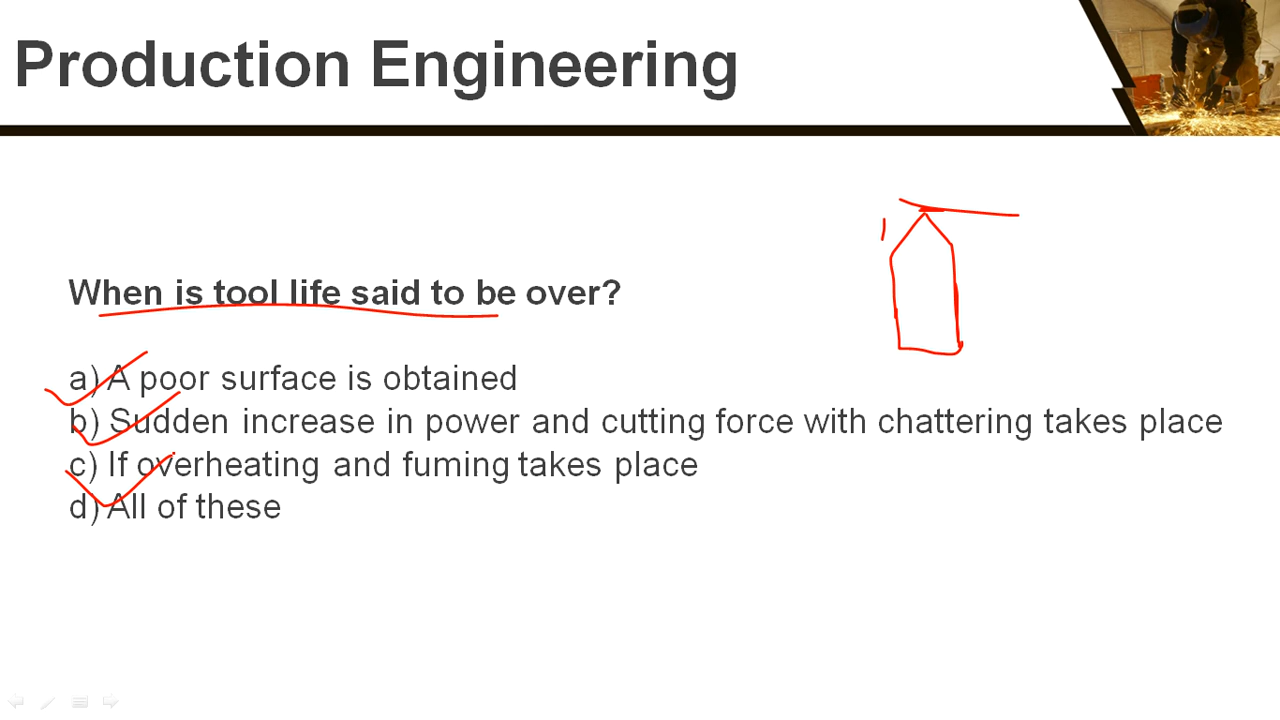 Production Engineering
When is tool life said to be over?
a) A poor surface is obtained
b) Sudden increase in power and cutting force with chattering takes place
c) If overheating and fuming takes place
d) All of these